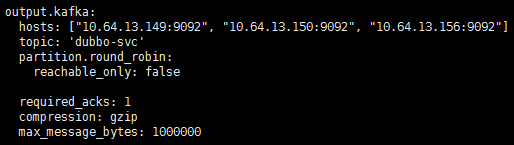 output.kafka:
  hosts: ["10.64.13.149:9092", "10.64.13.150:9092", "10.64.13.156:9092"]
  topic: 'dubbo-svc'
  partition.round_robin:
    reachable_only: false
  required_acks: 1
  compression: gzip
  max_message_bytes: 1000000